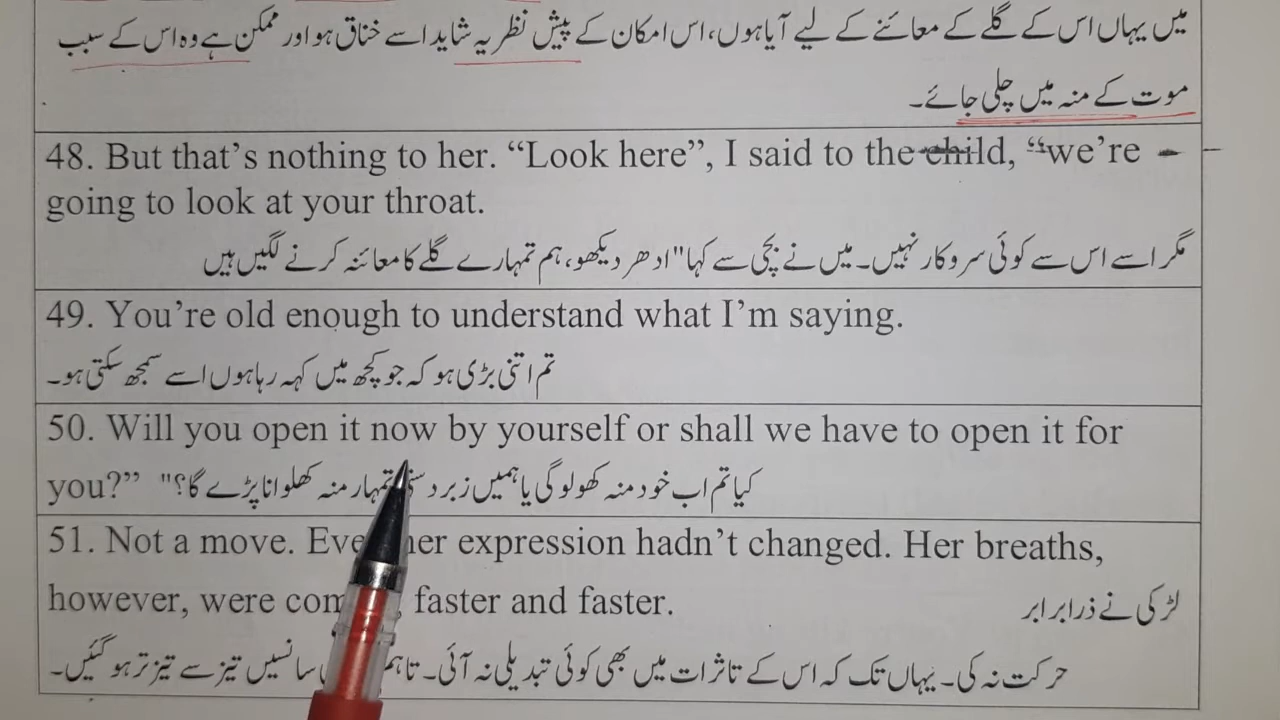 میں یہاں اس کے گلے کے معائنے کے لیے آیا ہوں، اس امکان کے پیش نظر یہ شاید اسے خناق ہو اور ممکن ہے وہ اس کے سبب
موت کے منہ میں چلی جائے۔
48. But that’s nothing to her. “Look here”, I said to the child, “we’re
going to look at your throat.
مگر اسے اس سے کوئی سروکار نہیں۔ میں نے بچی سے کہا "ادھر دیکھو، ہم تمہارے گلے کا معائنہ کرنے لگیں ہیں
49. You’re old enough to understand what I’m saying.
تم اتنی بڑی ہو کہ جو کچھ میں کہہ رہا ہوں اسے سمجھ سکتی ہو۔
50. Will you open it now by yourself or shall we have to open it for
you?” کیا تم اب خود منہ کھولو گی یا ہمیں تمہار منہ کھلوانا پڑے گا؟"
51. Not a move. her expression hadn’t changed. Her breaths,
however, were faster and faster. لڑکی نے ذرا برابر
حرکت نہ کی۔ یہاں تک کہ اس کے تاثرات میں بھی کوئی تبدیلی نہ آئی۔ سانسیں تیز سے تیز تر ہو گئیں۔